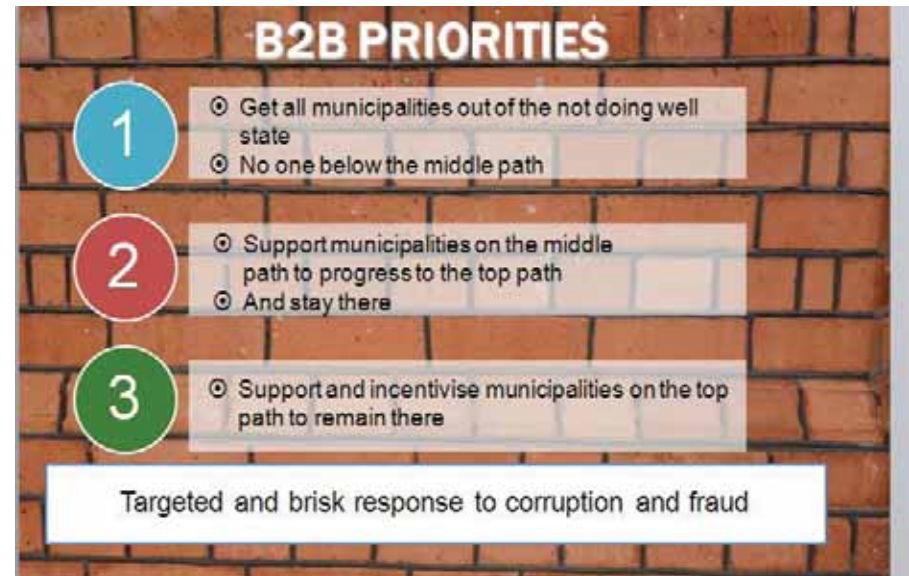 B2B PRIORITIES
1
⊙ Get all municipalities out of the not doing well
state
⊙ No one below the middle path
2
⊙ Support municipalities on the middle
path to progress to the top path
⊙ And stay there
3
⊙ Support and incentivise municipalities on the top
path to remain there
Targeted and brisk response to corruption and fraud